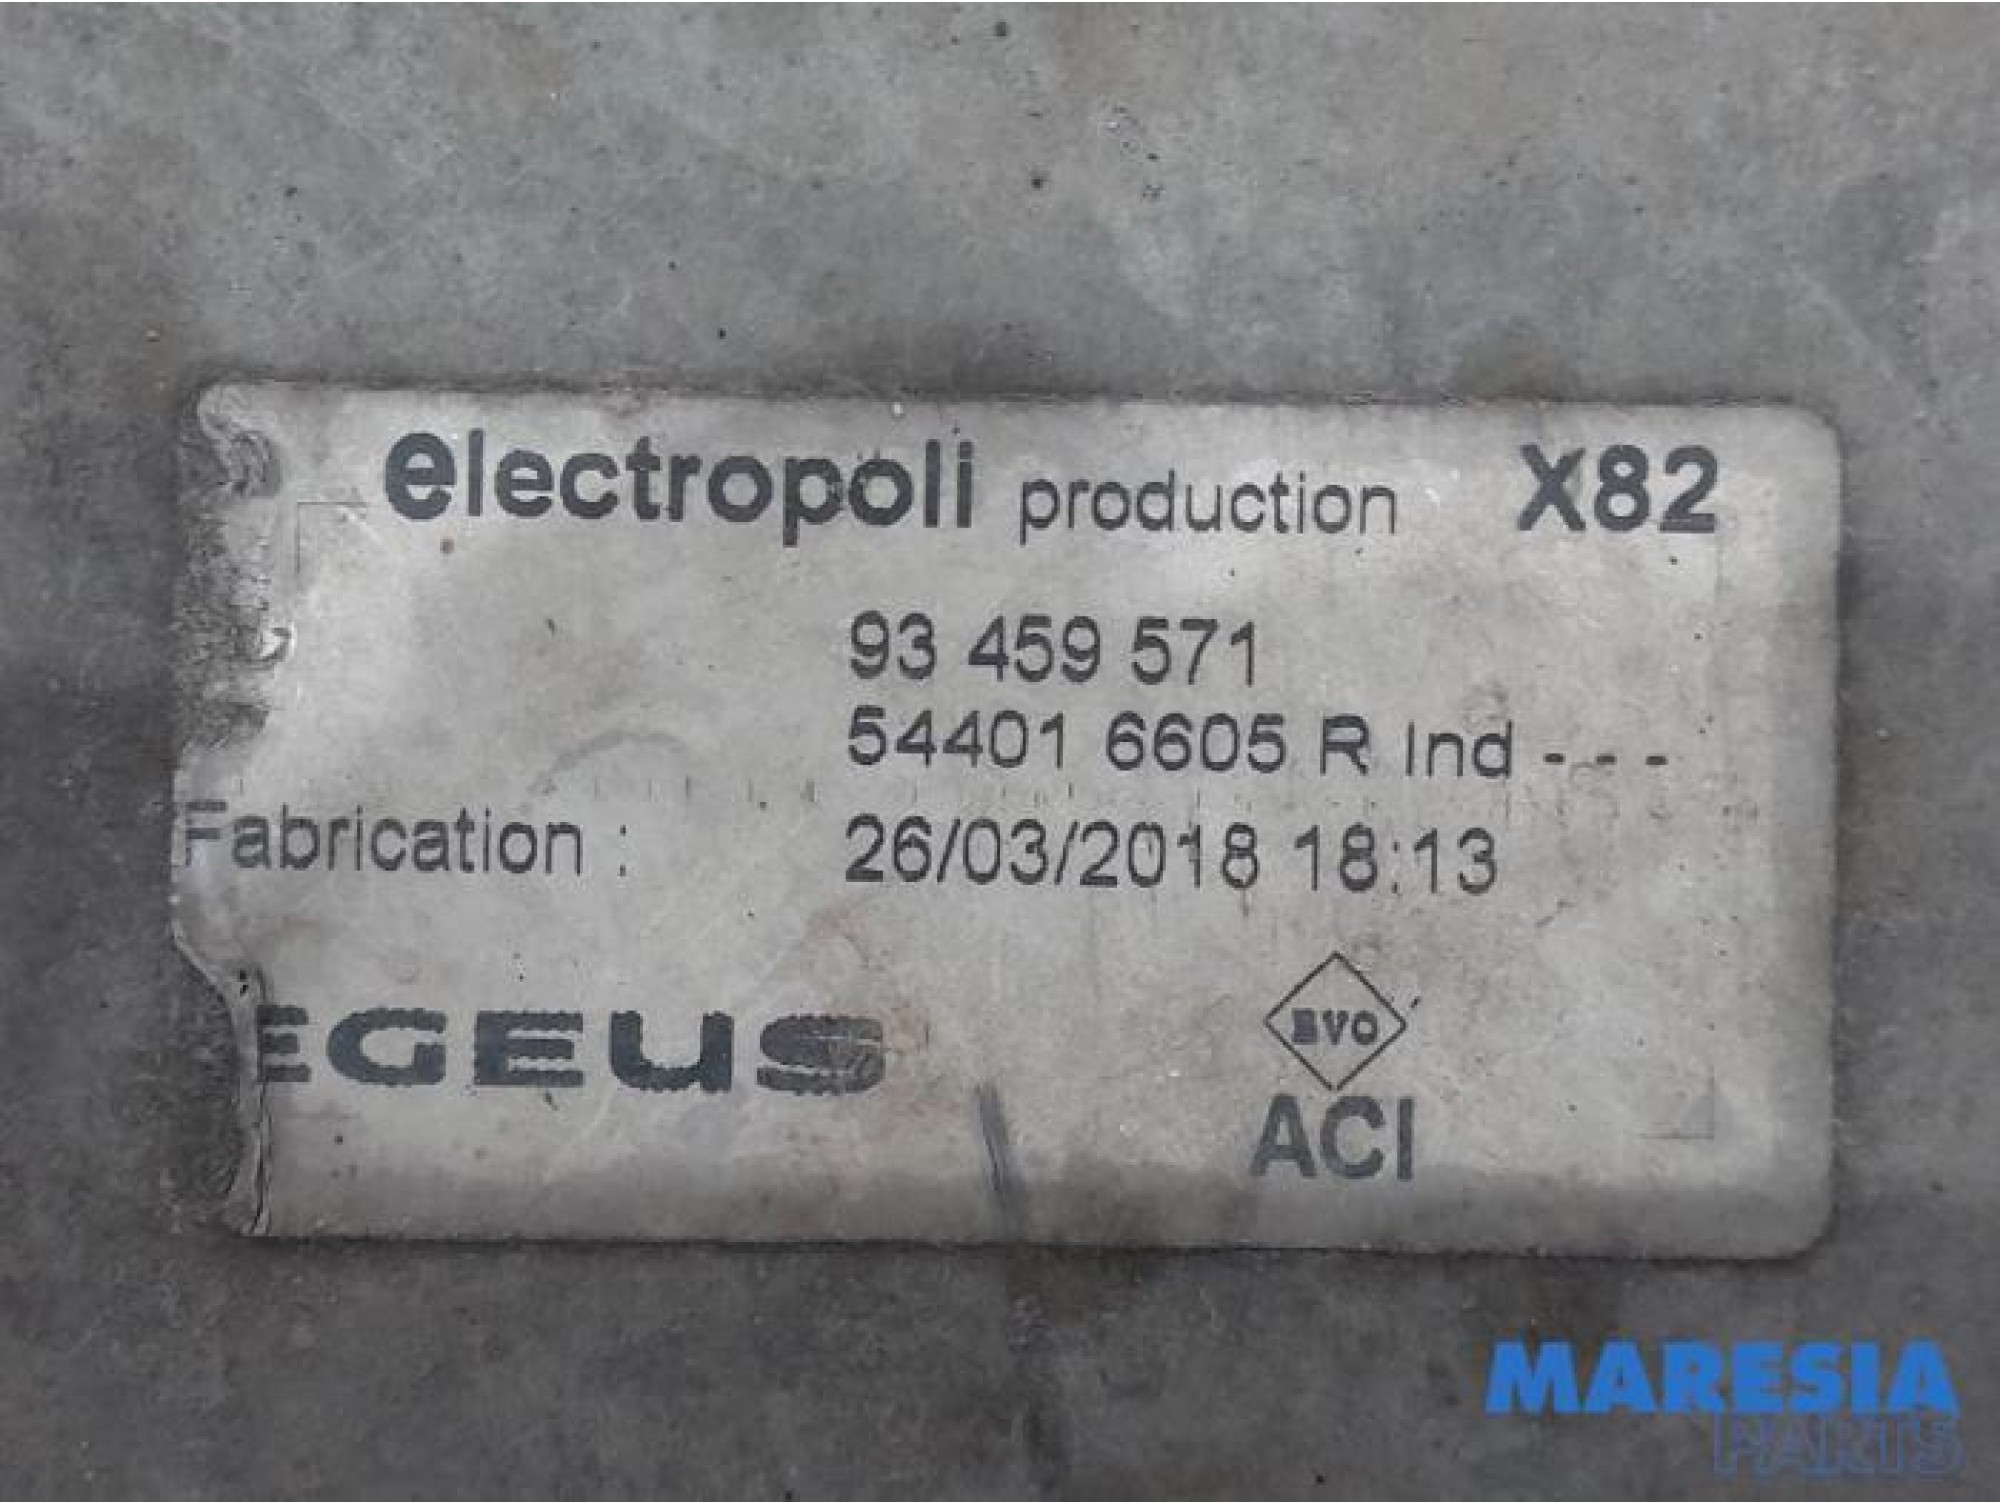 electropoli production X82
93 459 571
54401 6605 R Ind - - -
Fabrication : 26/03/2018 18:13
EGEUS
EVO
ACI
MARESIA
PARTS